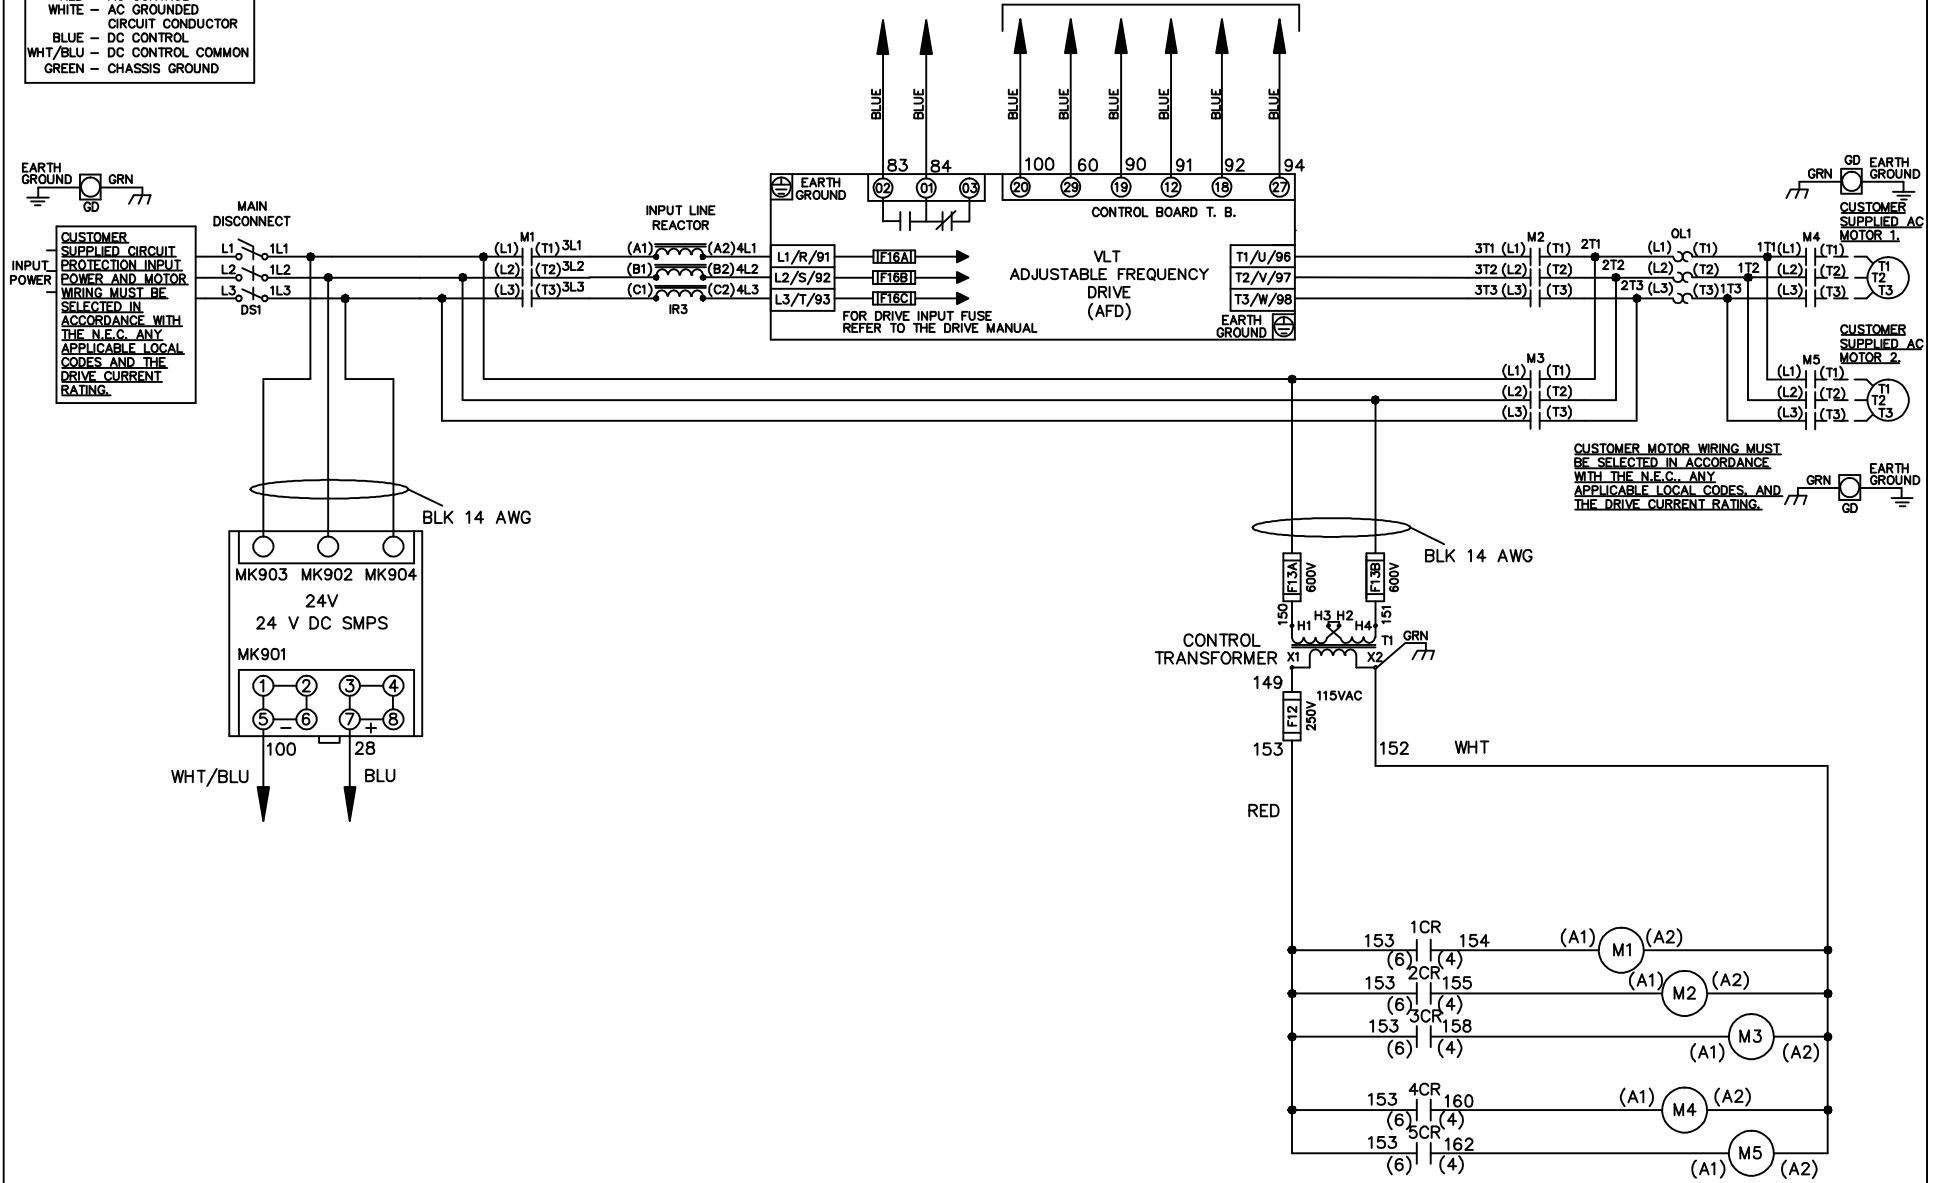 WHITE – AC GROUNDED
CIRCUIT CONDUCTOR
BLUE – DC CONTROL
WHT/BLU – DC CONTROL COMMON
GREEN – CHASSIS GROUND
BLUE BLUE BLUE BLUE BLUE BLUE BLUE BLUE
83 84 100 60 90 91 92 94
EARTH
GROUND
GRN
GD
EARTH
GROUND
02 01 03 20 29 19 12 18 27
CONTROL BOARD T. B.
GD
EARTH
GROUND
GRN
CUSTOMER
SUPPLIED AC
MOTOR 1.
MAIN
DISCONNECT
INPUT LINE
REACTOR
INPUT
POWER
CUSTOMER
SUPPLIED CIRCUIT
PROTECTION INPUT
POWER AND MOTOR
WIRING MUST BE
SELECTED IN
ACCORDANCE WITH
THE N.E.C. ANY
APPLICABLE LOCAL
CODES AND THE
DRIVE CURRENT
RATING.
L1 1L1
L2 1L2
L3 1L3
DS1
M1
(L1) (T1) 3L1
(L2) (T2) 3L2
(L3) (T3) 3L3
(A1) (A2) 4L1
(B1) (B2) 4L2
(C1) (C2) 4L3
IR3
L1/R/91 F16A
L2/S/92 F16B
L3/T/93 F16C
VLT
ADJUSTABLE FREQUENCY
DRIVE
(AFD)
FOR DRIVE INPUT FUSE
REFER TO THE DRIVE MANUAL
T1/U/96
T2/V/97
T3/W/98
EARTH
GROUND
M2
3T1 (L1) (T1) 2T1
3T2 (L2) (T2) 2T2
3T3 (L3) (T3) 2T3
OL1
(L1) (T1) 1T1
(L2) (T2) 1T2
(L3) (T3) 1T3
M4
(L1) (T1)
(L2) (T2)
(L3) (T3)
T1
T2
T3
CUSTOMER
SUPPLIED AC
MOTOR 2.
M3
(L1) (T1)
(L2) (T2)
(L3) (T3)
M5
(L1) (T1)
(L2) (T2)
(L3) (T3)
T1
T2
T3
CUSTOMER MOTOR WIRING MUST
BE SELECTED IN ACCORDANCE
WITH THE N.E.C., ANY
APPLICABLE LOCAL CODES, AND
THE DRIVE CURRENT RATING.
GRN
GD
EARTH
GROUND
BLK 14 AWG
MK903 MK902 MK904
24V
24 V DC SMPS
MK901
1 2 3 4
5 – 6 7 + 8
100 28
WHT/BLU BLU
BLK 14 AWG
F13A 600V
F13B 600V
150 151
H1 H3 H2 H4
T1
GRN
CONTROL
TRANSFORMER
X1 X2
149
115VAC
F12 250V
153 152 WHT
RED
1CR
153 154 (A1) M1 (A2)
(6) (4)
2CR
153 155 (A1) M2 (A2)
(6) (4)
3CR
153 158 M3
(6) (4) (A1) (A2)
4CR
153 160 (A1) M4 (A2)
(6) (4)
5CR
153 162 M5
(6) (4) (A1) (A2)